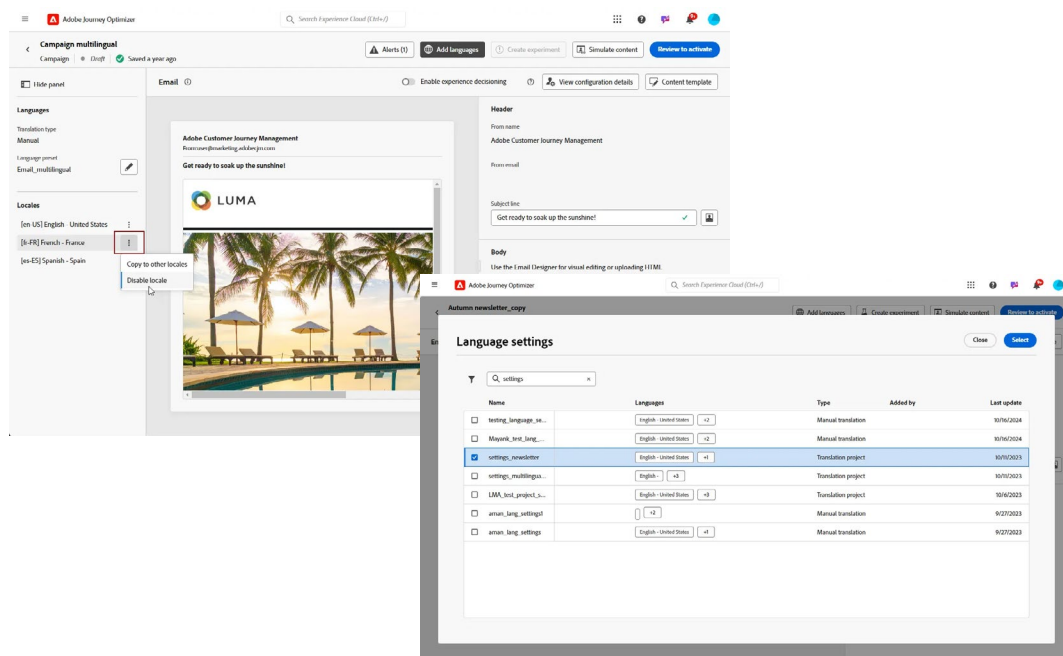 Adobe Journey Optimizer
Search Experience Cloud (Ctrl+/)
9+
Campaign multilingual
Campaign Draft Saved a year ago
Alerts (1) Add languages Create experiment Simulate content Review to activate
Hide panel
Email
Enable experience decisioning View configuration details Content template
Languages
Translation type
Manual
Language preset
Email_multilingual
Locales
[en-US] English - United States
[fr-FR] French - France
[es-ES] Spanish - Spain
Copy to other locales
Disable locale
Adobe Customer Journey Management
From:user@marketing.adobecjm.com
Get ready to soak up the sunshine!
LUMA
Header
From name
Adobe Customer Journey Management
From email
Subject line
Get ready to soak up the sunshine!
Body
Use the Email Designer for visual editing or uploading HTML
Adobe Journey Optimizer
Search Experience Cloud (Ctrl+/)
Autumn newsletter_copy
Add languages Create experiment Simulate content Review to activate
Em
Language settings
Close Select
settings
Name Languages Type Added by Last update
testing_language_se... English - United States +2 Manual translation 10/16/2024
Mayank_test_lang_... English - United States +2 Manual translation 10/16/2024
settings_newsletter English - United States +1 Translation project 10/11/2023
settings_multilingua... English - +3 Translation project 10/11/2023
LMA_test_project_s... English - United States +3 Translation project 10/6/2023
aman_lang_settings1 +2 Manual translation 9/27/2023
aman_lang_settings English - United States +1 Manual translation 9/27/2023